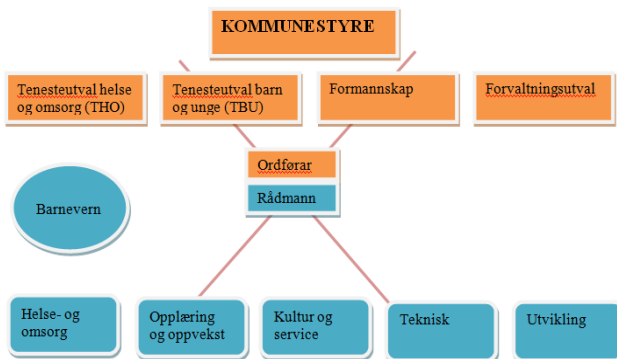 KOMMUNESTYRE
Tenesteutval helse
og omsorg (THO)
Tenesteutval barn
og unge (TBU)
Formannskap
Forvaltningsutval
Ordførar
Rådmann
Barnevern
Helse- og
omsorg
Opplæring
og oppvekst
Kultur og
service
Teknisk
Utvikling